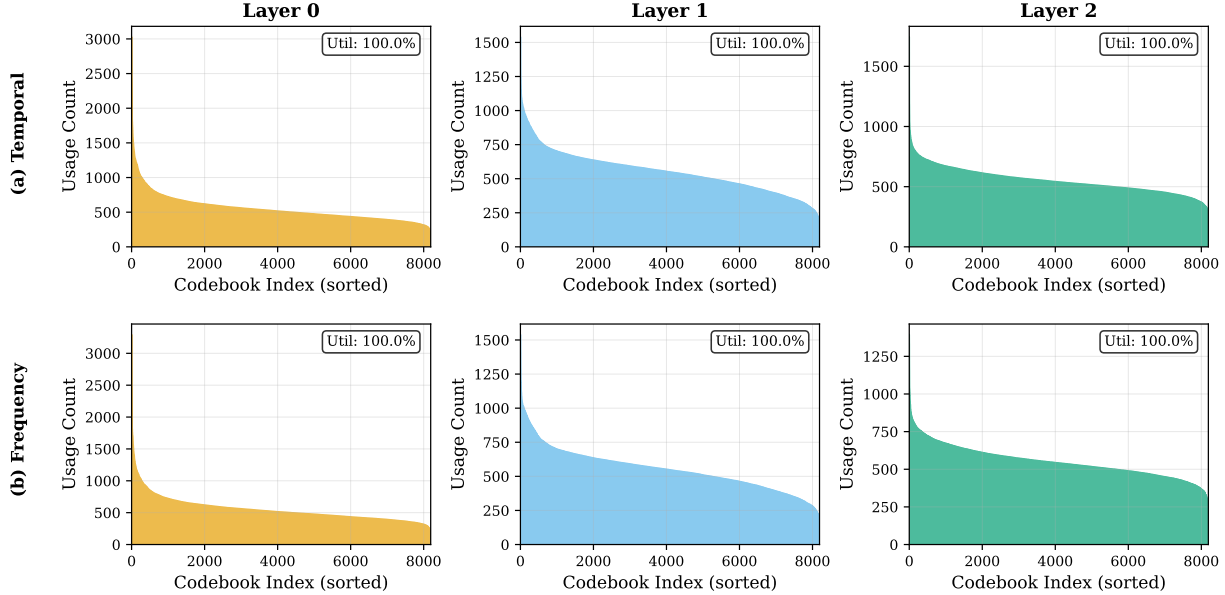 Layer 0
Layer 1
Layer 2
(a) Temporal
Usage Count
3000
2500
2000
1500
1000
500
0
Util: 100.0%
0 2000 4000 6000 8000
Codebook Index (sorted)
Usage Count
1500
1250
1000
750
500
250
0
Util: 100.0%
0 2000 4000 6000 8000
Codebook Index (sorted)
Usage Count
1500
1000
500
0
Util: 100.0%
0 2000 4000 6000 8000
Codebook Index (sorted)
(b) Frequency
Usage Count
3000
2500
2000
1500
1000
500
0
Util: 100.0%
0 2000 4000 6000 8000
Codebook Index (sorted)
Usage Count
1500
1250
1000
750
500
250
0
Util: 100.0%
0 2000 4000 6000 8000
Codebook Index (sorted)
Usage Count
1250
1000
750
500
250
0
Util: 100.0%
0 2000 4000 6000 8000
Codebook Index (sorted)